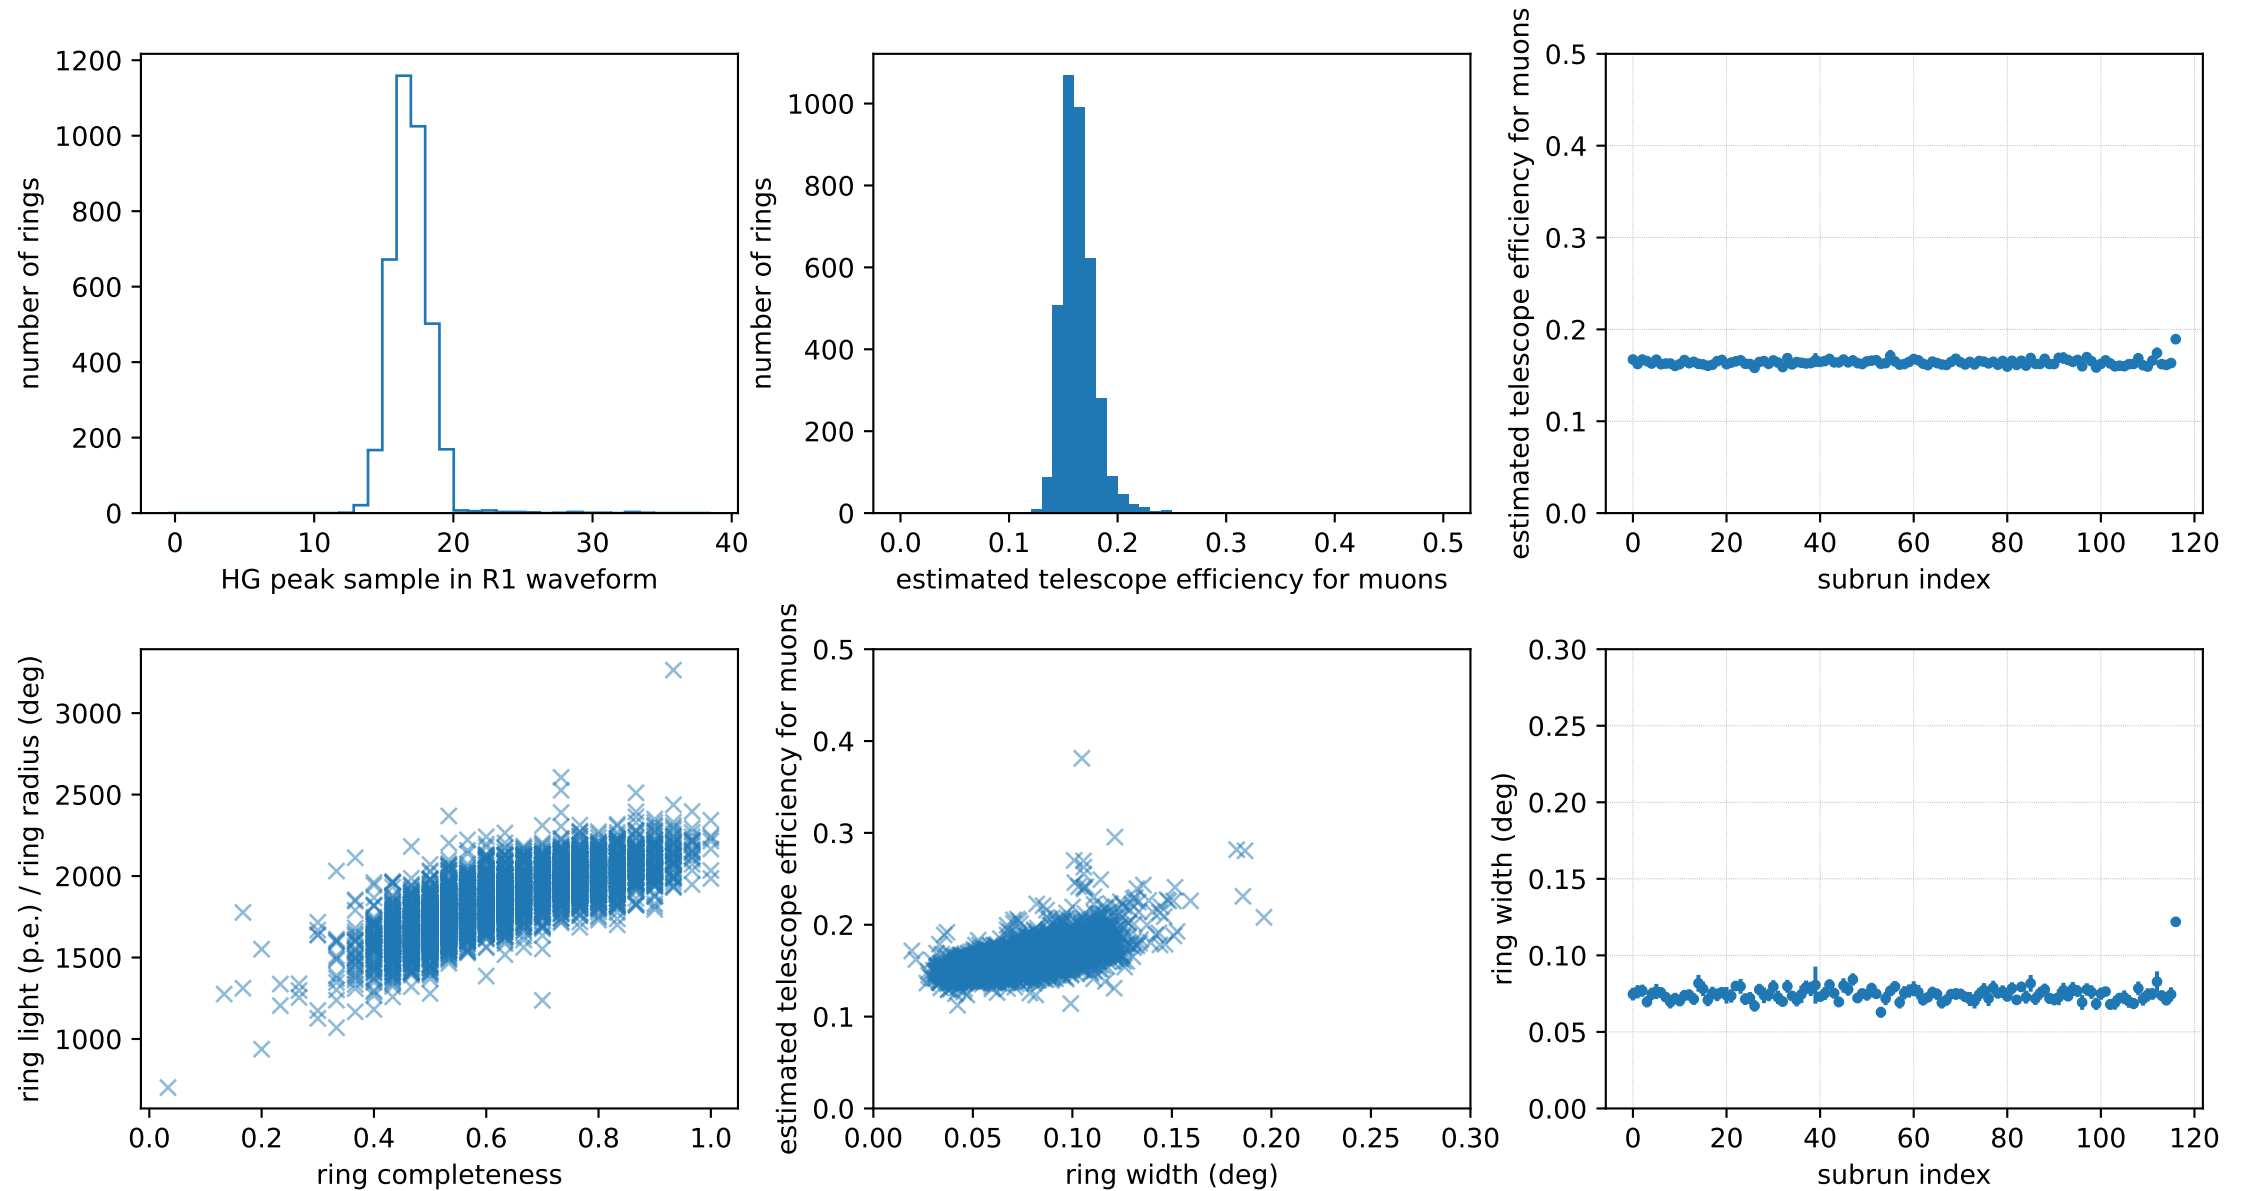 number of rings
1200
1000
800
600
400
200
0
0 10 20 30 40
HG peak sample in R1 waveform
number of rings
1000
800
600
400
200
0
0.0 0.1 0.2 0.3 0.4 0.5
estimated telescope efficiency for muons
estimated telescope efficiency for muons
0.5
0.4
0.3
0.2
0.1
0.0
0 20 40 60 80 100 120
subrun index
ring light (p.e.) / ring radius (deg)
3000
2500
2000
1500
1000
0.0 0.2 0.4 0.6 0.8 1.0
ring completeness
estimated telescope efficiency for muons
0.5
0.4
0.3
0.2
0.1
0.0
0.00 0.05 0.10 0.15 0.20 0.25 0.30
ring width (deg)
ring width (deg)
0.30
0.25
0.20
0.15
0.10
0.05
0.00
0 20 40 60 80 100 120
subrun index